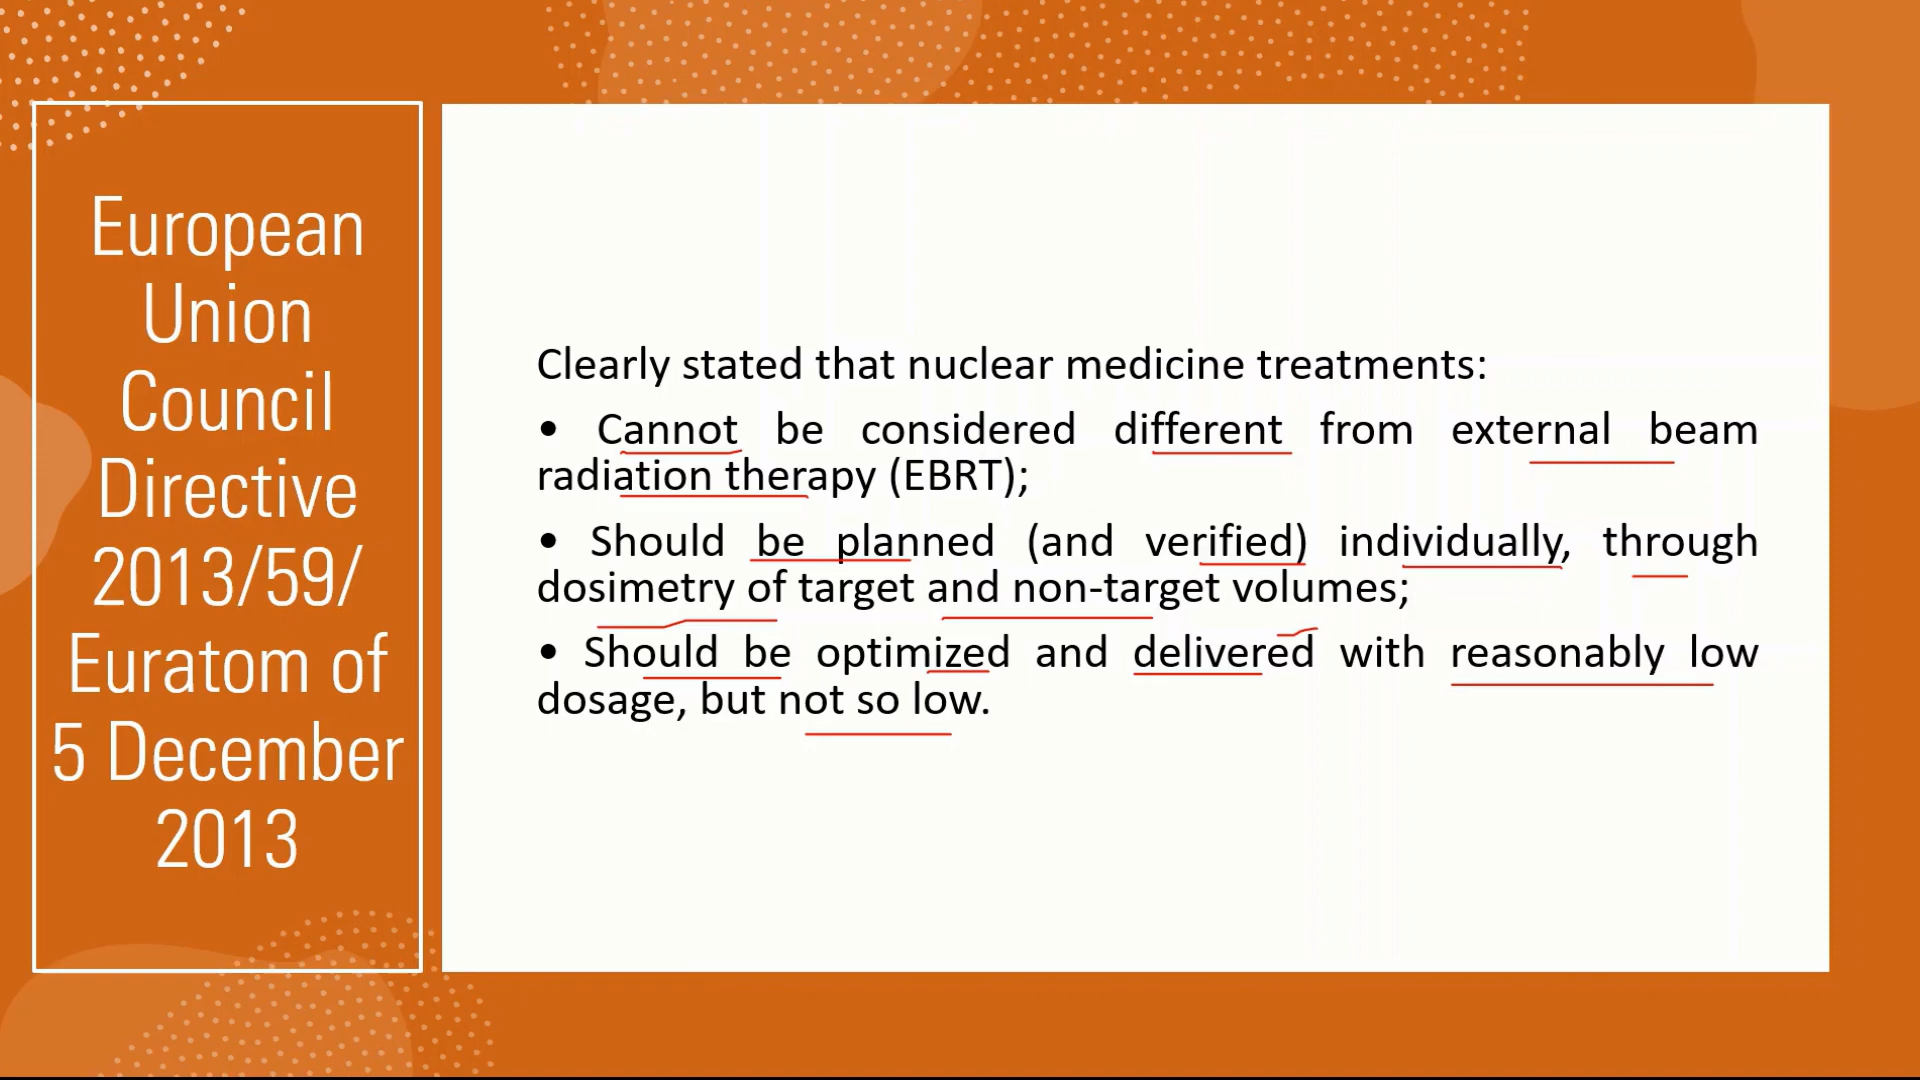 European
Union
Council
Directive
2013/59/
Euratom of
5 December
2013
Clearly stated that nuclear medicine treatments:
• Cannot be considered different from external beam
radiation therapy (EBRT);
• Should be planned (and verified) individually, through
dosimetry of target and non-target volumes;
• Should be optimized and delivered with reasonably low
dosage, but not so low.